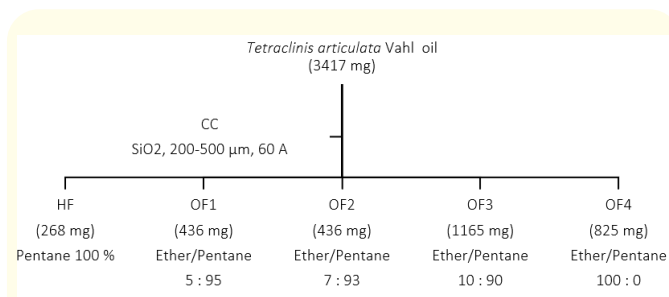 Tetraclinis articulata Vahl oil
(3417 mg)
CC
SiO2, 200-500 µm, 60 A
HF OF1 OF2 OF3 OF4
(268 mg) (436 mg) (436 mg) (1165 mg) (825 mg)
Pentane 100 % Ether/Pentane Ether/Pentane Ether/Pentane Ether/Pentane
5 : 95 7 : 93 10 : 90 100 : 0